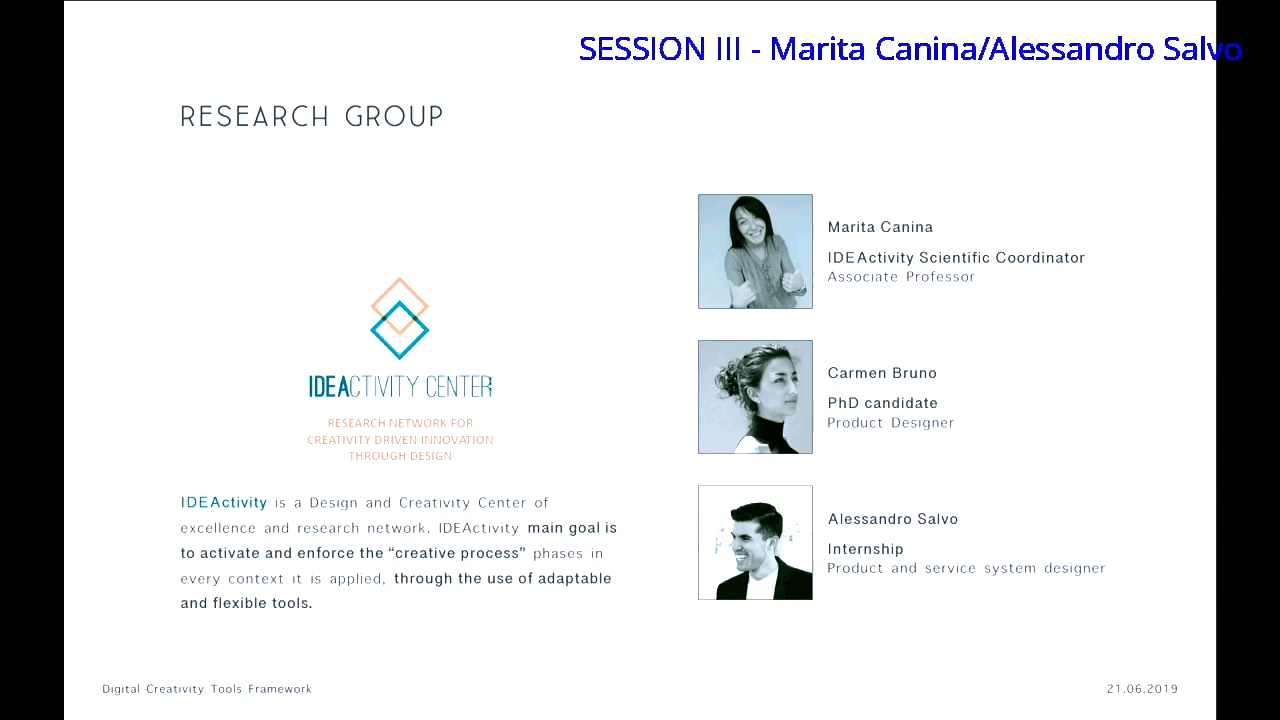 SESSION III - Marita Canina/Alessandro Salvo
RESEARCH GROUP
IDEACTIVITY CENTER
RESEARCH NETWORK FOR
CREATIVITY DRIVEN INNOVATION
THROUGH DESIGN
IDEActivity is a Design and Creativity Center of
excellence and research network. IDEActivity main goal is
to activate and enforce the “creative process” phases in
every context it is applied, through the use of adaptable
and flexible tools.
Marita Canina
IDEActivity Scientific Coordinator
Associate Professor
Carmen Bruno
PhD candidate
Product Designer
Alessandro Salvo
Internship
Product and service system designer
Digital Creativity Tools Framework
21.06.2019